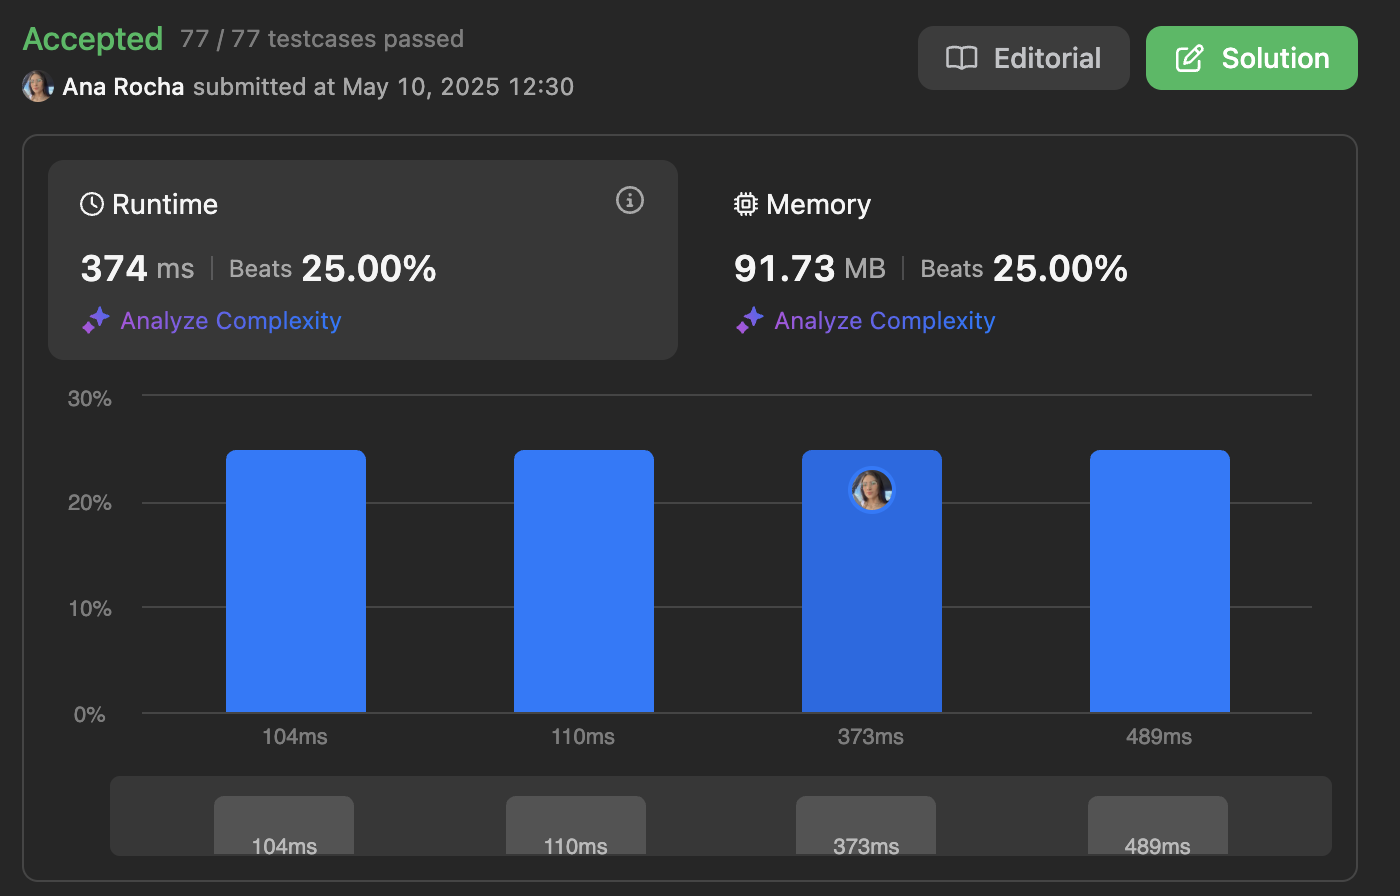 Accepted 77 / 77 testcases passed
Ana Rocha submitted at May 10, 2025 12:30
Editorial
Solution
Runtime
374 ms | Beats 25.00%
Analyze Complexity
Memory
91.73 MB | Beats 25.00%
Analyze Complexity
30%
20%
10%
0%
104ms 110ms 373ms 489ms
104ms 110ms 373ms 489ms